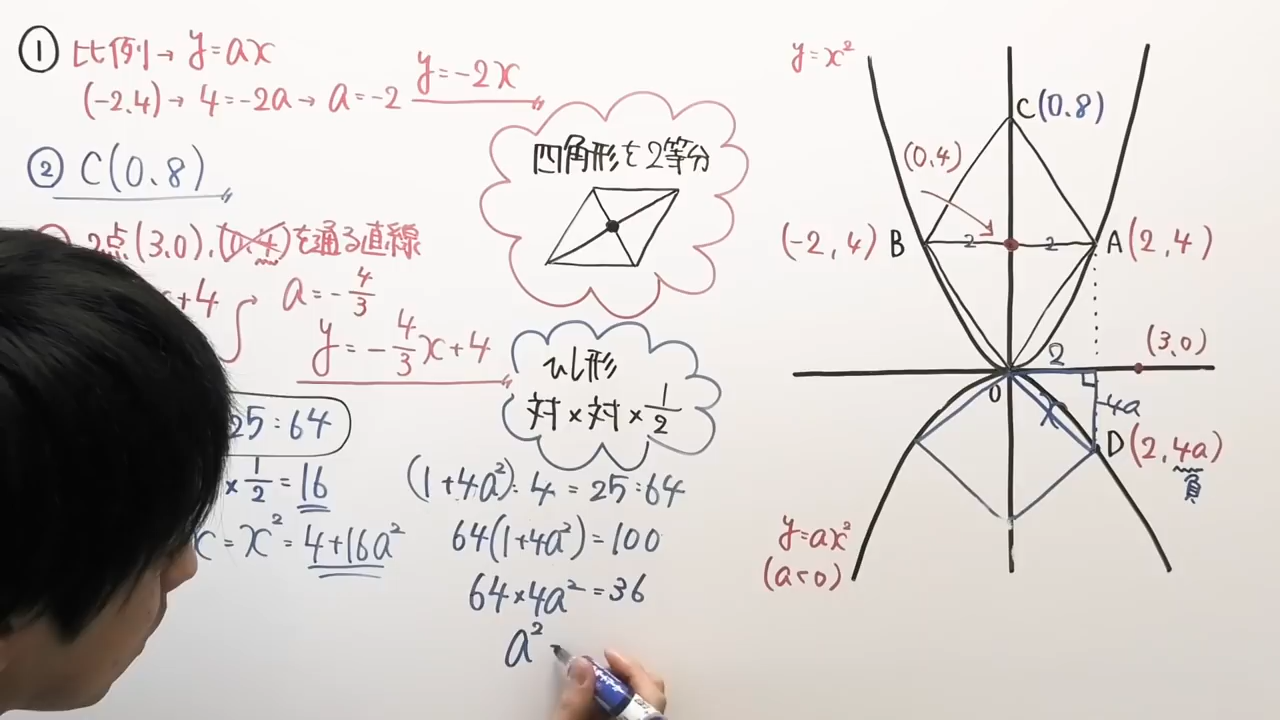 ① 比例→ y=ax
(-2.4)→ 4=-2a→ a=-2 y=-2x
② C(0.8)
2点(3.0).(0.4)を通る直線
+4 a=-4/3
y=-4/3x+4
25:64
×1/2=16
x=x²=4+16a²
四角形を2等分
ひし形
対×対×1/2
(1+4a²):4=25:64
64(1+4a²)=100
64×4a²=36
a²
y=x²
C(0.8)
(0.4)
(-2,4) B
2
2
A(2,4)
2
(3.0)
0
x
-4a
D(2,4a)
負
y=ax²
(a<0)